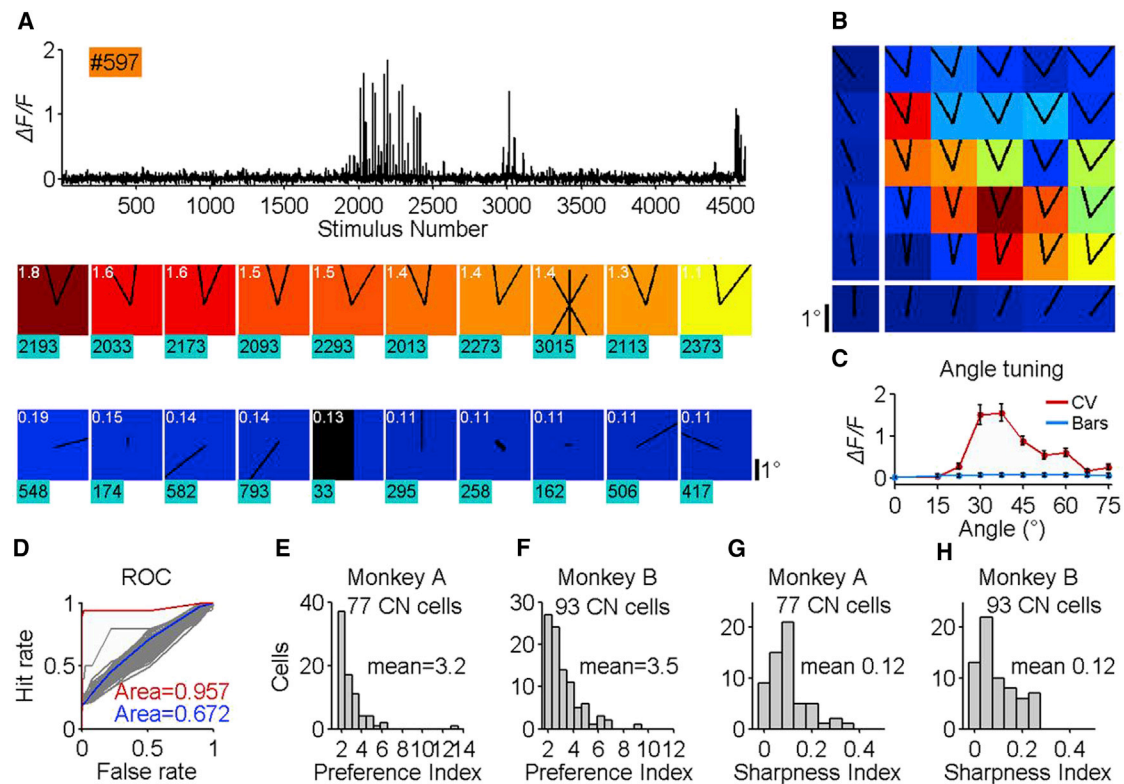 A
#597
ΔF/F
2
1
0
500 1000 1500 2000 2500 3000 3500 4000 4500
Stimulus Number
1.8 1.6 1.6 1.5 1.5 1.4 1.4 1.4 1.3 1.1
2193 2033 2173 2093 2293 2013 2273 3015 2113 2373
0.19 0.15 0.14 0.14 0.13 0.11 0.11 0.11 0.11 0.11
548 174 582 793 33 295 258 162 506 417
1°
B
1°
C
Angle tuning
ΔF/F
2
1
0
CV
Bars
0 15 30 45 60 75
Angle (°)
D
ROC
Hit rate
1
0.5
0
Area=0.957
Area=0.672
0 0.5 1
False rate
E
Monkey A
77 CN cells
mean=3.2
Cells
40
20
0
2 4 6 8 10 12 14
Preference Index
F
Monkey B
93 CN cells
mean=3.5
30
20
10
0
2 4 6 8 10 12
Preference Index
G
Monkey A
77 CN cells
mean 0.12
30
20
10
0
0 0.2 0.4
Sharpness Index
H
Monkey B
93 CN cells
mean 0.12
30
20
10
0
0 0.2 0.4
Sharpness Index